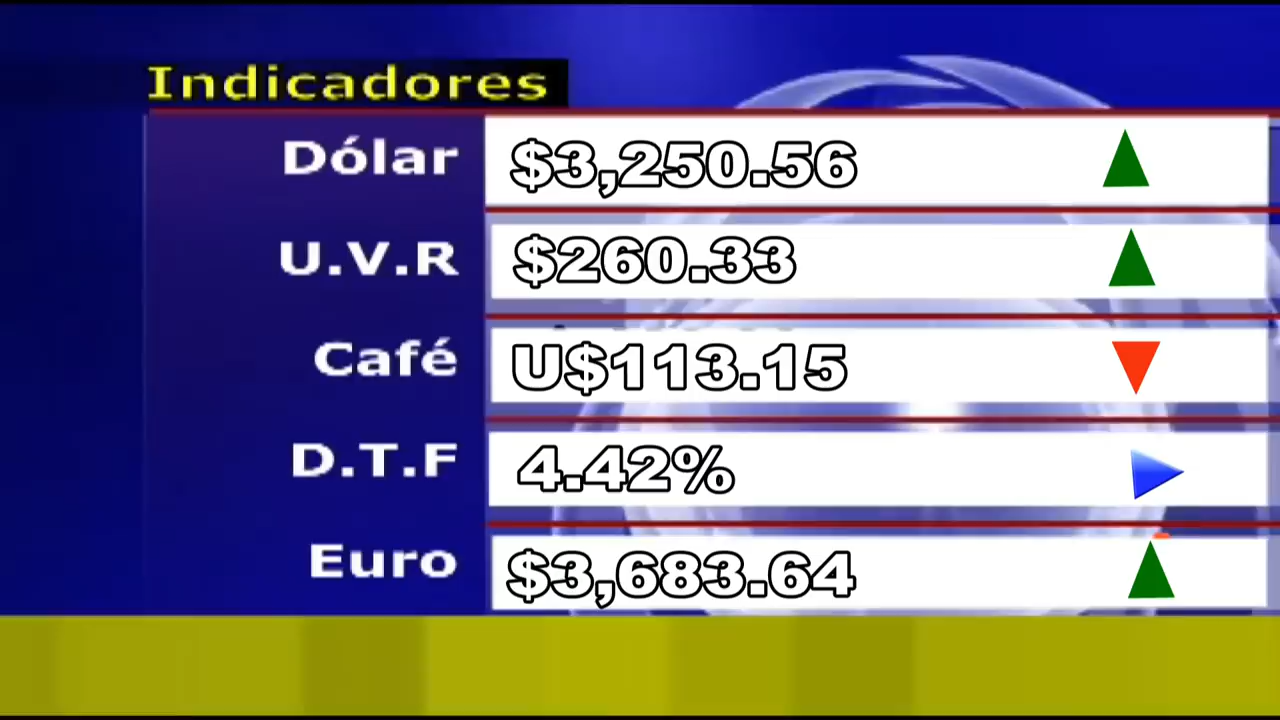 Indicadores
Dólar $3,250.56
U.V.R $260.33
Café U$113.15
D.T.F 4.42%
Euro $3,683.64